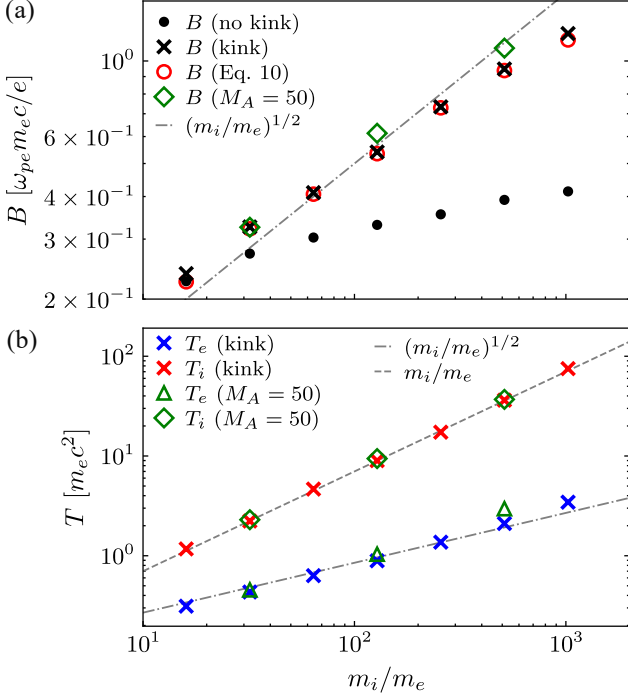 (a)
B (no kink)
B (kink)
B (Eq. 10)
B (M_A = 50)
(m_i/m_e)^{1/2}
10^0
6 × 10^{-1}
4 × 10^{-1}
3 × 10^{-1}
2 × 10^{-1}
B [ω_{pe}m_ec/e]
(b)
T_e (kink)
T_i (kink)
T_e (M_A = 50)
T_i (M_A = 50)
(m_i/m_e)^{1/2}
m_i/m_e
10^2
10^1
10^0
T [m_ec^2]
10^1 10^2 10^3
m_i/m_e